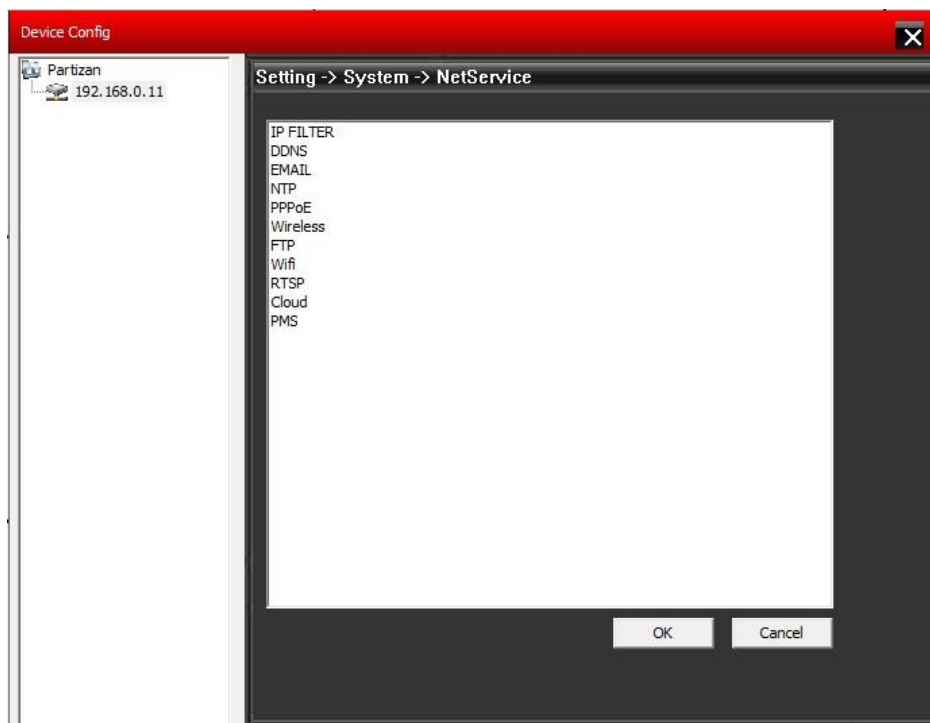 Device Config
Partizan
192.168.0.11
Setting -> System -> NetService
IP FILTER
DDNS
EMAIL
NTP
PPPoE
Wireless
FTP
Wifi
RTSP
Cloud
PMS
OK
Cancel